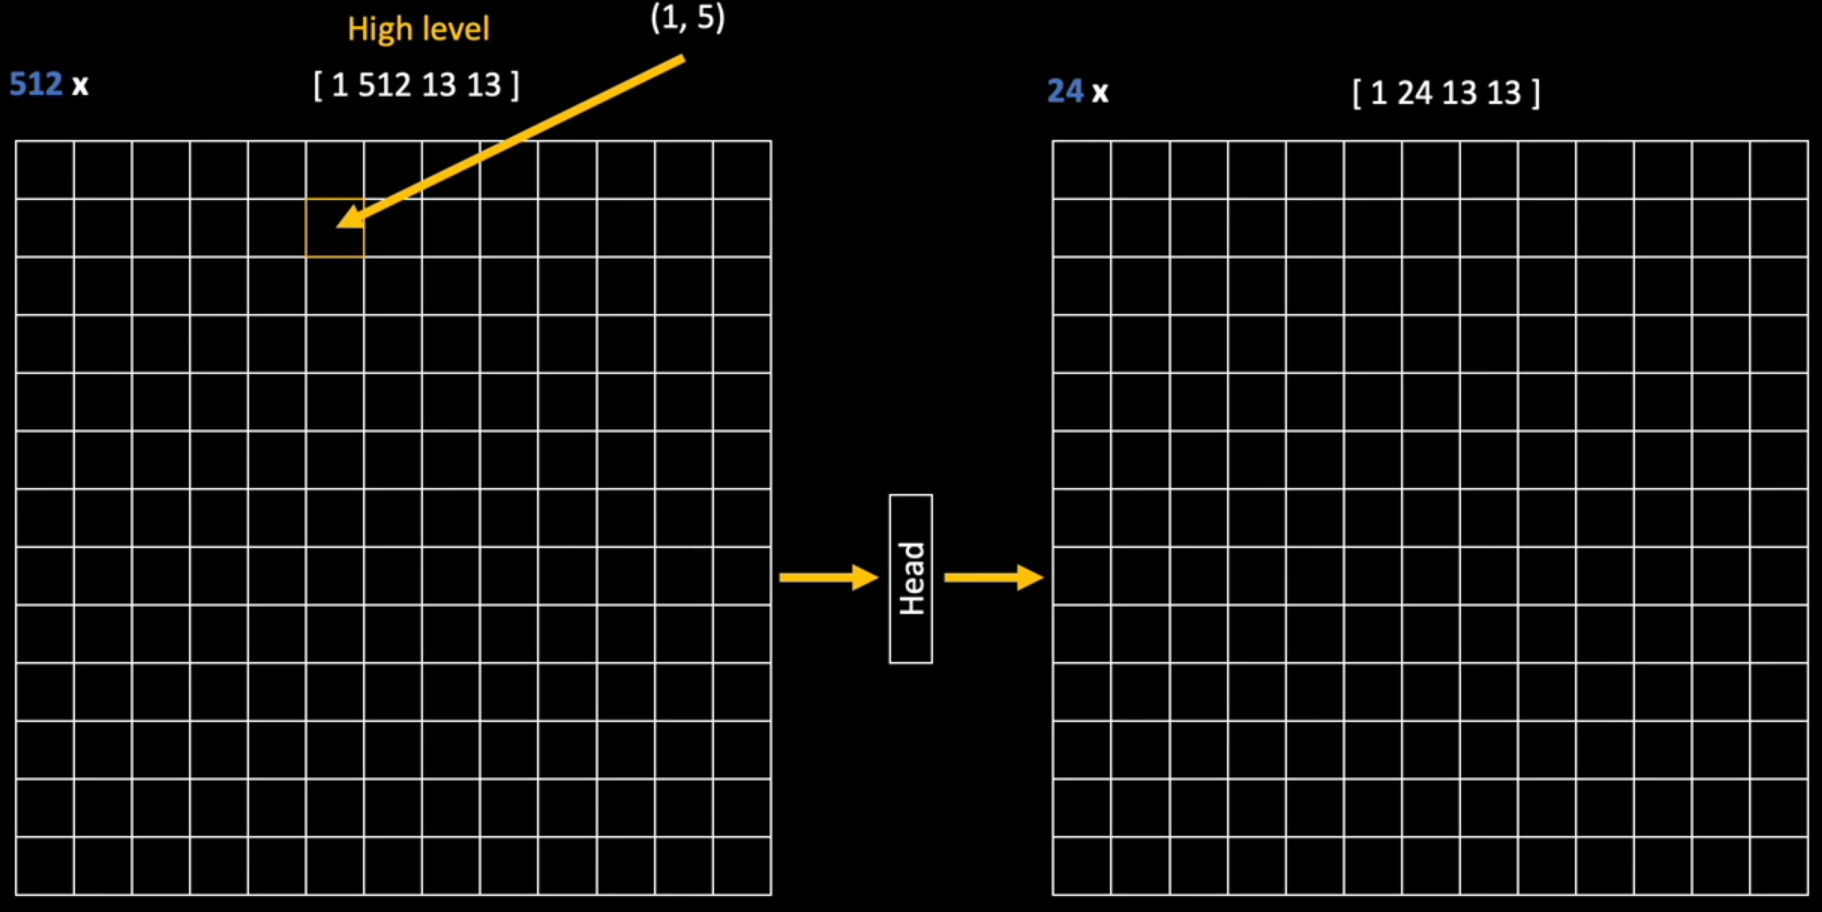 High level
(1, 5)
512 x
[ 1 512 13 13 ]
24 x
[ 1 24 13 13 ]
Head